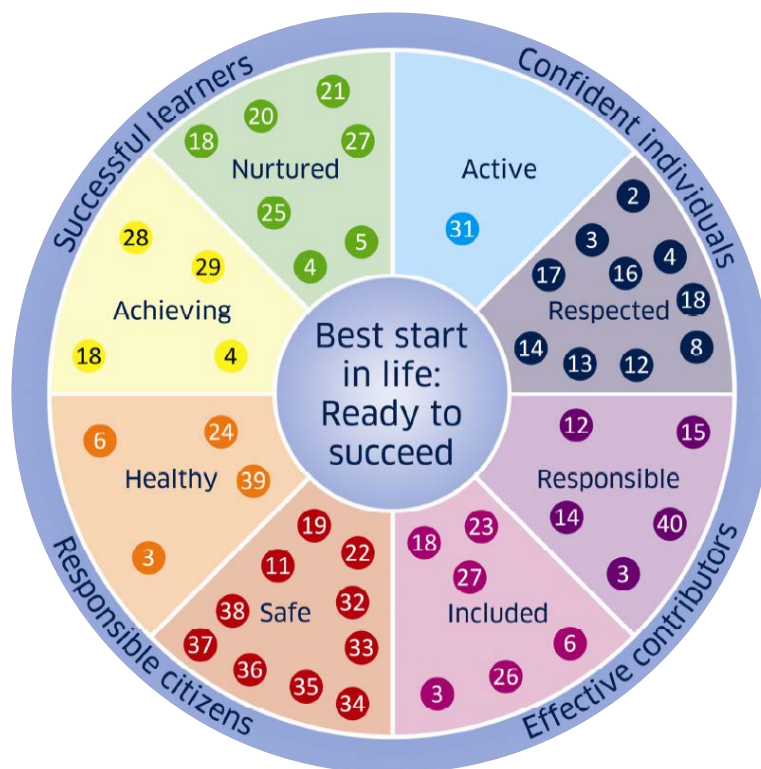 Successful learners
Confident individuals
Effective contributors
Responsible citizens
Best start
in life:
Ready to
succeed
Nurtured
18
20
21
27
25
5
4
Active
31
Respected
2
3
4
17
16
18
14
13
12
8
Responsible
12
15
14
40
3
Included
18
23
27
6
26
3
Safe
19
22
11
32
38
33
37
36
35
34
Healthy
6
24
39
3
Achieving
28
29
18
4